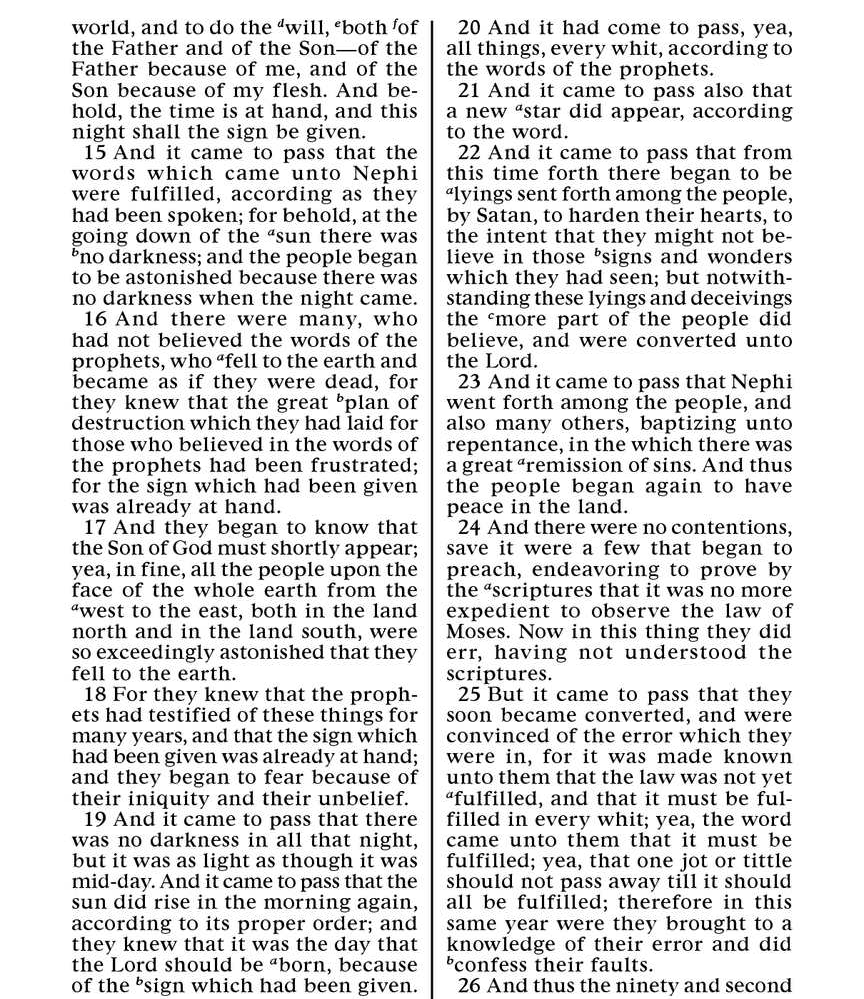 world, and to do the dwill, eboth fof
the Father and of the Son—of the
Father because of me, and of the
Son because of my flesh. And be-
hold, the time is at hand, and this
night shall the sign be given.
15 And it came to pass that the
words which came unto Nephi
were fulfilled, according as they
had been spoken; for behold, at the
going down of the asun there was
bno darkness; and the people began
to be astonished because there was
no darkness when the night came.
16 And there were many, who
had not believed the words of the
prophets, who afell to the earth and
became as if they were dead, for
they knew that the great bplan of
destruction which they had laid for
those who believed in the words of
the prophets had been frustrated;
for the sign which had been given
was already at hand.
17 And they began to know that
the Son of God must shortly appear;
yea, in fine, all the people upon the
face of the whole earth from the
awest to the east, both in the land
north and in the land south, were
so exceedingly astonished that they
fell to the earth.
18 For they knew that the proph-
ets had testified of these things for
many years, and that the sign which
had been given was already at hand;
and they began to fear because of
their iniquity and their unbelief.
19 And it came to pass that there
was no darkness in all that night,
but it was as light as though it was
mid-day. And it came to pass that the
sun did rise in the morning again,
according to its proper order; and
they knew that it was the day that
the Lord should be aborn, because
of the bsign which had been given.
20 And it had come to pass, yea,
all things, every whit, according to
the words of the prophets.
21 And it came to pass also that
a new astar did appear, according
to the word.
22 And it came to pass that from
this time forth there began to be
alyings sent forth among the people,
by Satan, to harden their hearts, to
the intent that they might not be-
lieve in those bsigns and wonders
which they had seen; but notwith-
standing these lyings and deceivings
the cmore part of the people did
believe, and were converted unto
the Lord.
23 And it came to pass that Nephi
went forth among the people, and
also many others, baptizing unto
repentance, in the which there was
a great aremission of sins. And thus
the people began again to have
peace in the land.
24 And there were no contentions,
save it were a few that began to
preach, endeavoring to prove by
the ascriptures that it was no more
expedient to observe the law of
Moses. Now in this thing they did
err, having not understood the
scriptures.
25 But it came to pass that they
soon became converted, and were
convinced of the error which they
were in, for it was made known
unto them that the law was not yet
afulfilled, and that it must be ful-
filled in every whit; yea, the word
came unto them that it must be
fulfilled; yea, that one jot or tittle
should not pass away till it should
all be fulfilled; therefore in this
same year were they brought to a
knowledge of their error and did
bconfess their faults.
26 And thus the ninety and second